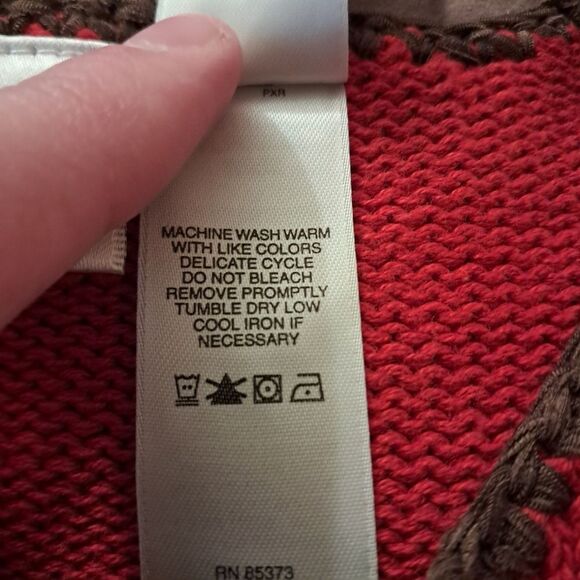 PXR
MACHINE WASH WARM
WITH LIKE COLORS
DELICATE CYCLE
DO NOT BLEACH
REMOVE PROMPTLY
TUMBLE DRY LOW
COOL IRON IF
NECESSARY
RN 85373